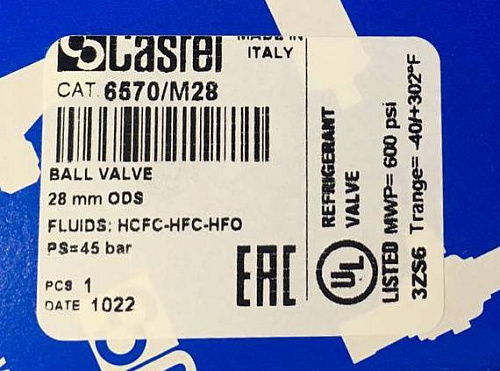 Castel
MADE IN
ITALY
CAT. 6570/M28
BALL VALVE
28 mm ODS
FLUIDS: HCFC-HFC-HFO
PS=45 bar
PCS 1
DATE 1022
EAC
REFRIGERANT
VALVE
UL
LISTED MWP= 600 psi
3ZS6 Trange= -40/+302°F